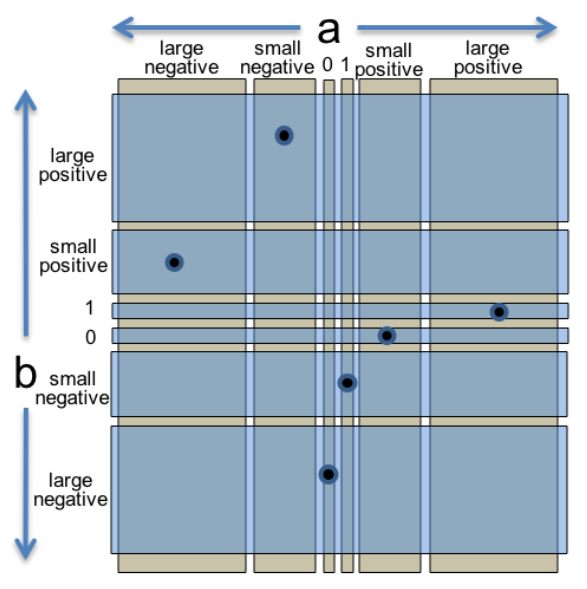 a
large
negative
small
negative
0
1
small
positive
large
positive
large
positive
small
positive
1
0
b
small
negative
large
negative